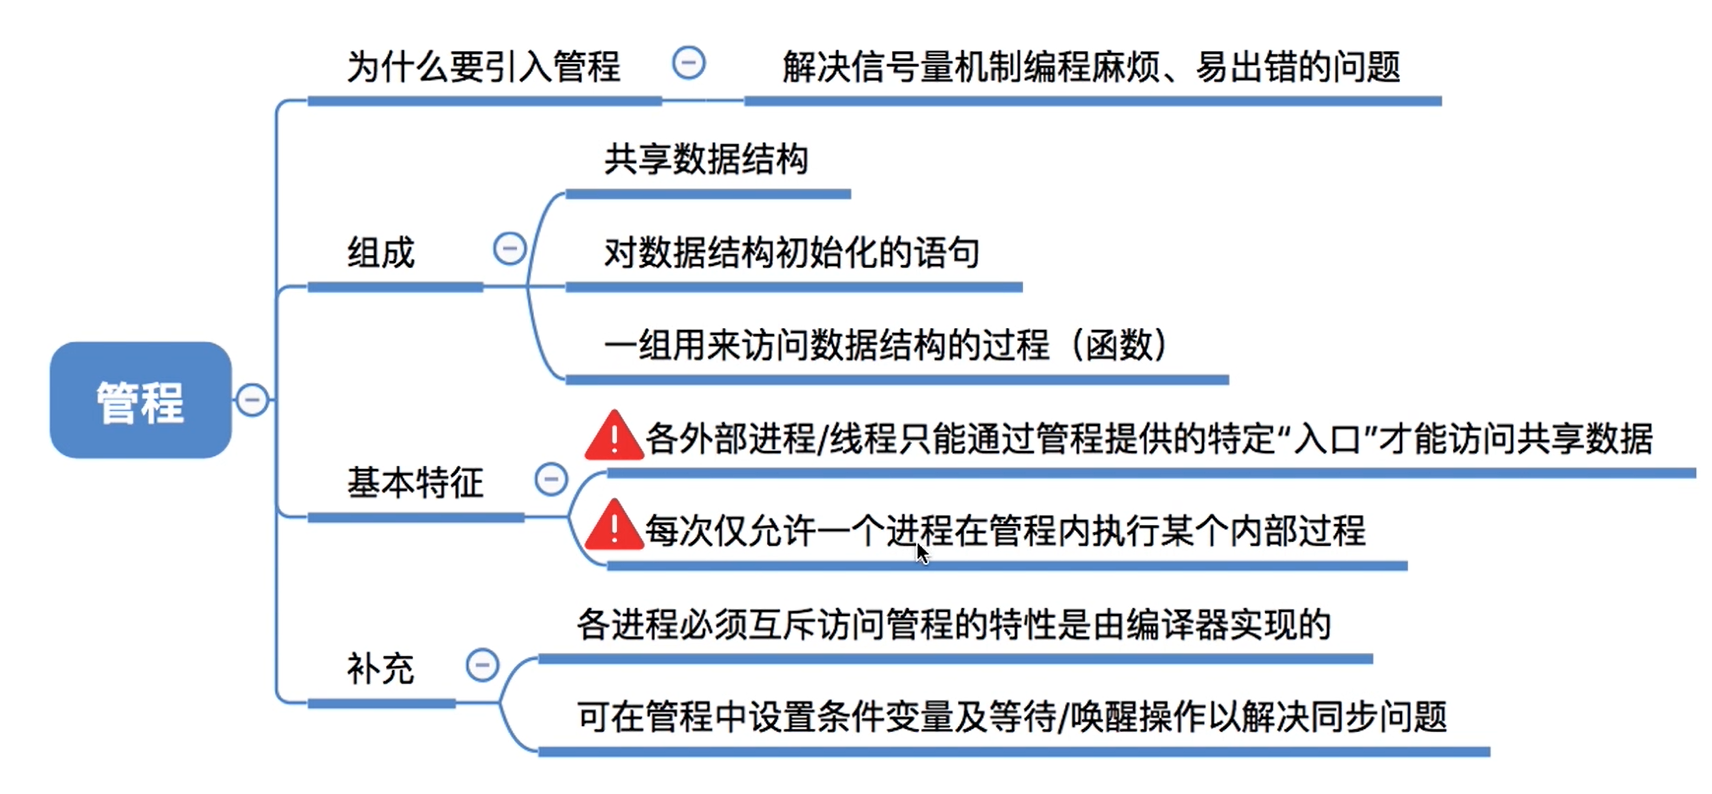 为什么要引入管程
解决信号量机制编程麻烦、易出错的问题
共享数据结构
组成
对数据结构初始化的语句
一组用来访问数据结构的过程（函数）
管程
各外部进程/线程只能通过管程提供的特定“入口”才能访问共享数据
基本特征
每次仅允许一个进程在管程内执行某个内部过程
各进程必须互斥访问管程的特性是由编译器实现的
补充
可在管程中设置条件变量及等待/唤醒操作以解决同步问题